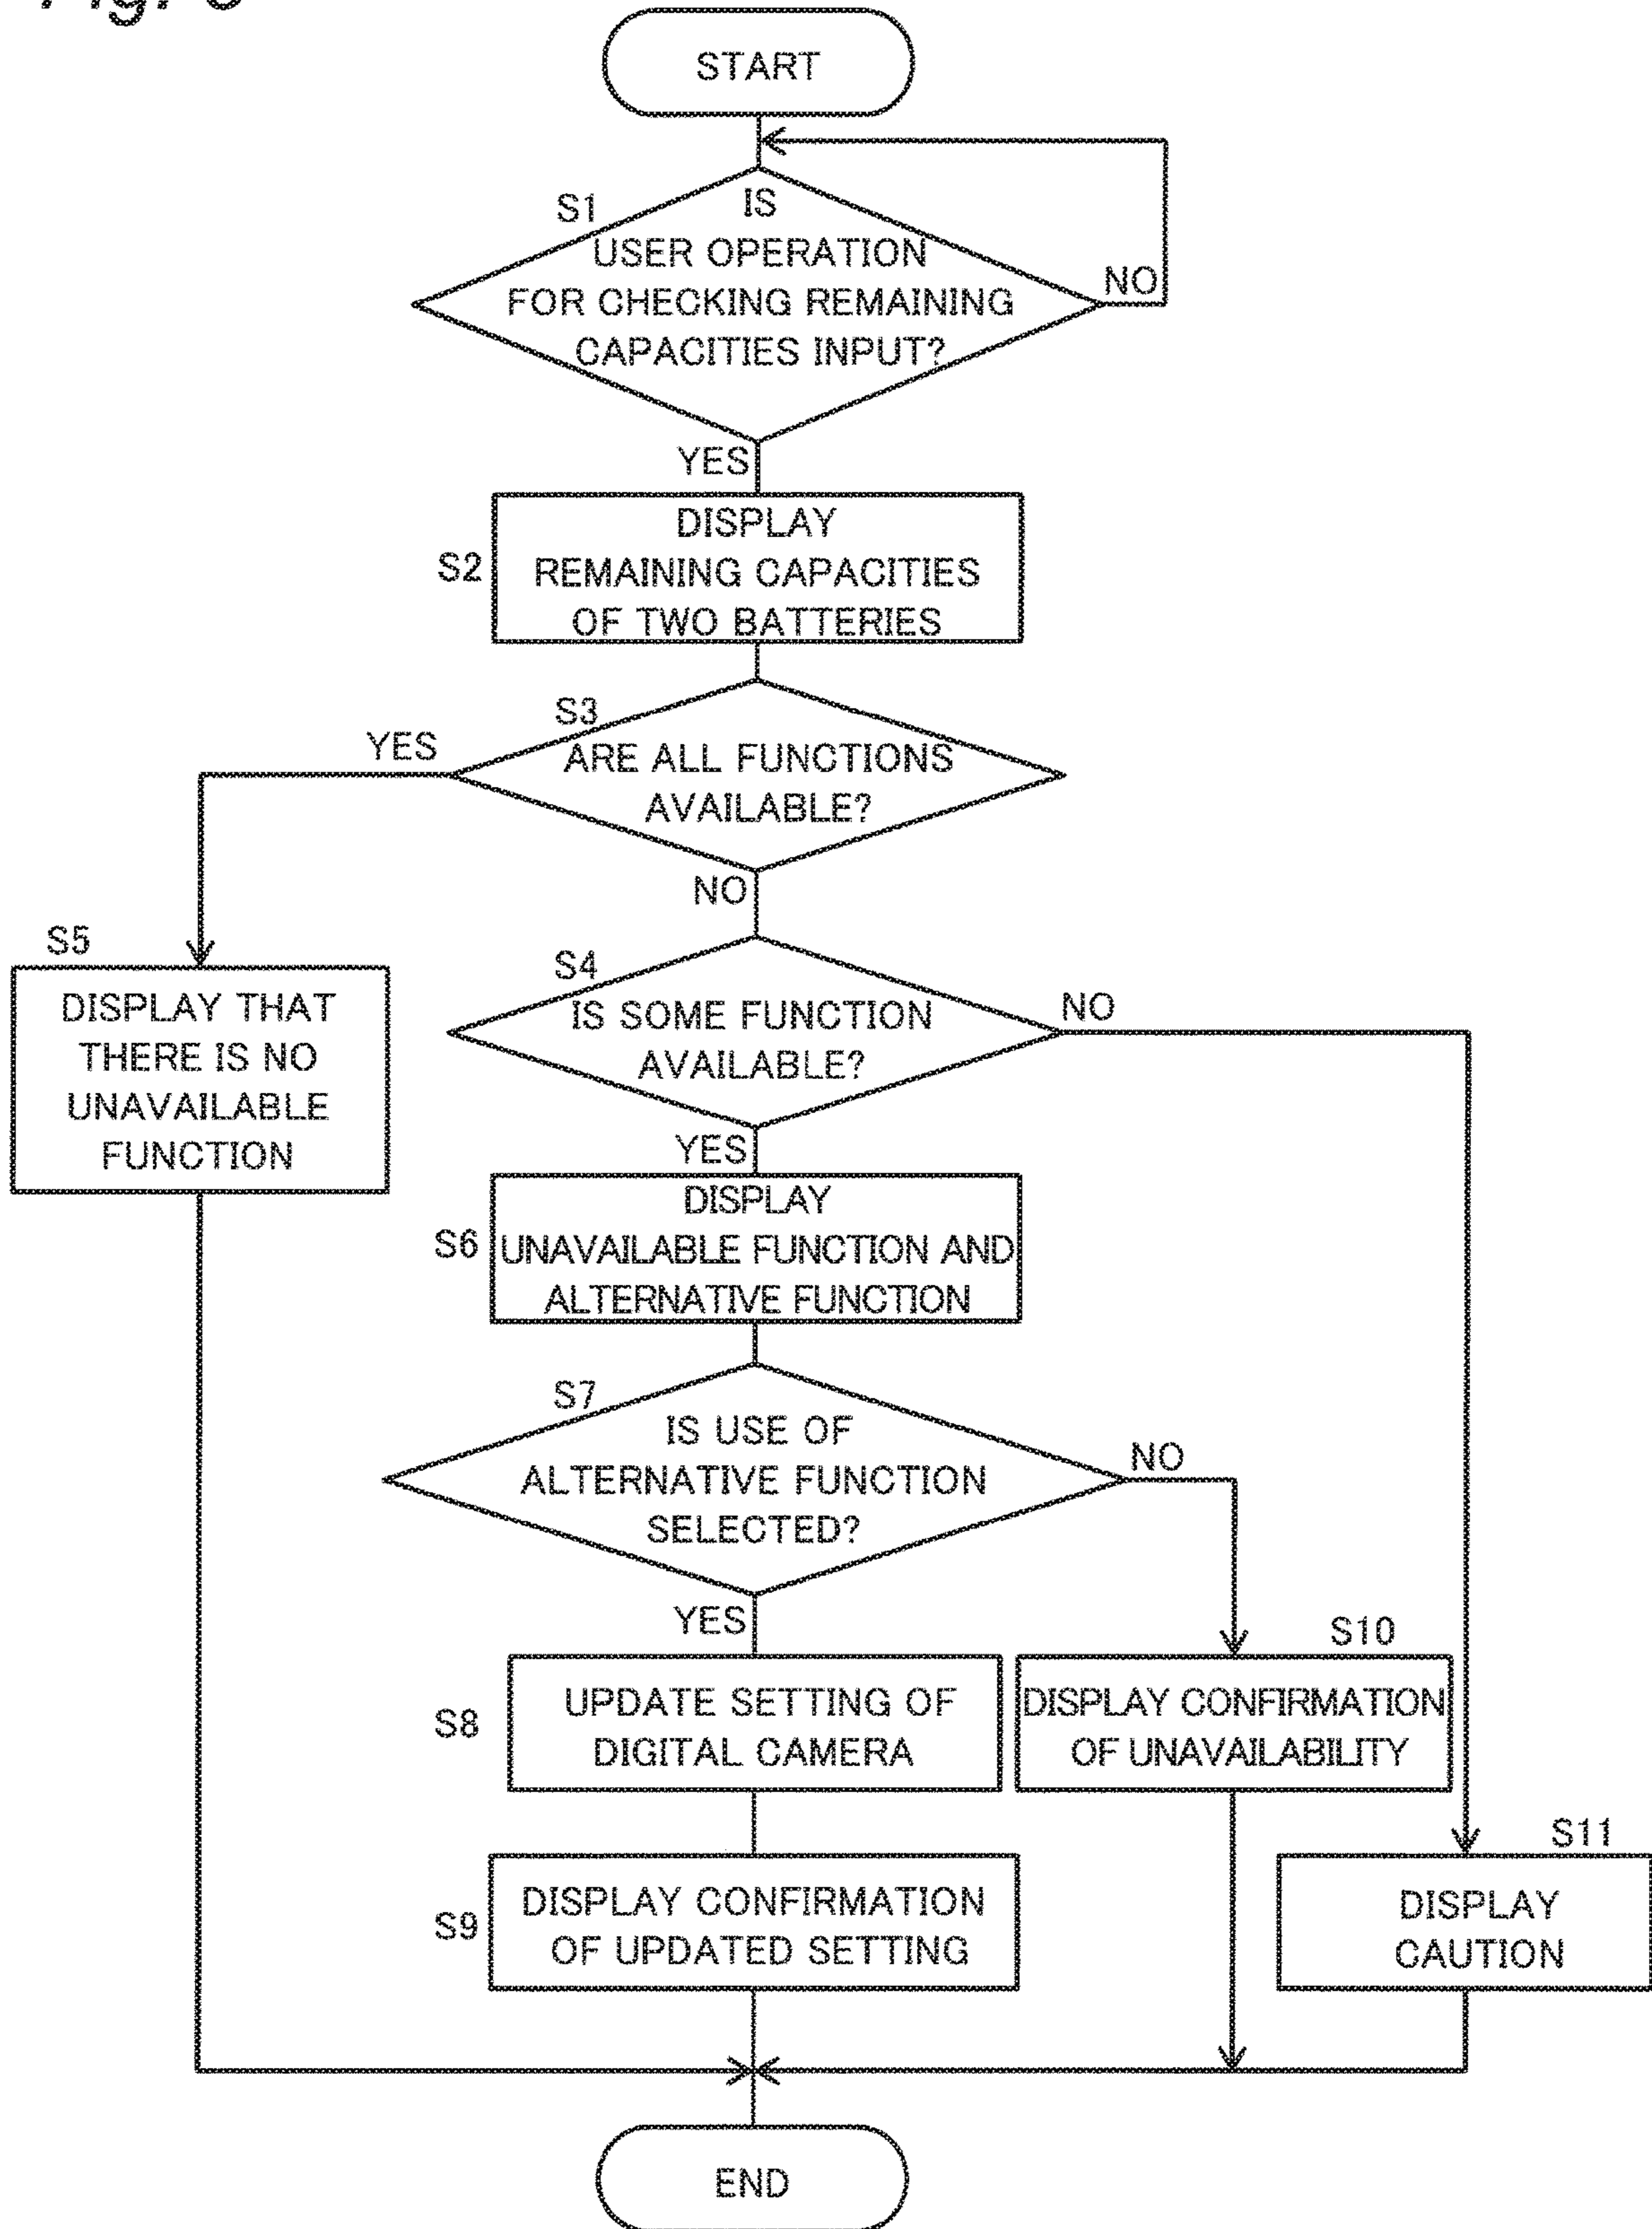 START
S1
IS
USER OPERATION
FOR CHECKING REMAINING
CAPACITIES INPUT?
NO
YES
S2
DISPLAY
REMAINING CAPACITIES
OF TWO BATTERIES
S3
ARE ALL FUNCTIONS
AVAILABLE?
YES
NO
S5
DISPLAY THAT
THERE IS NO
UNAVAILABLE
FUNCTION
S4
IS SOME FUNCTION
AVAILABLE?
NO
YES
S6
DISPLAY
UNAVAILABLE FUNCTION AND
ALTERNATIVE FUNCTION
S7
IS USE OF
ALTERNATIVE FUNCTION
SELECTED?
NO
YES
S8
UPDATE SETTING OF
DIGITAL CAMERA
S10
DISPLAY CONFIRMATION
OF UNAVAILABILITY
S9
DISPLAY CONFIRMATION
OF UPDATED SETTING
S11
DISPLAY
CAUTION
END